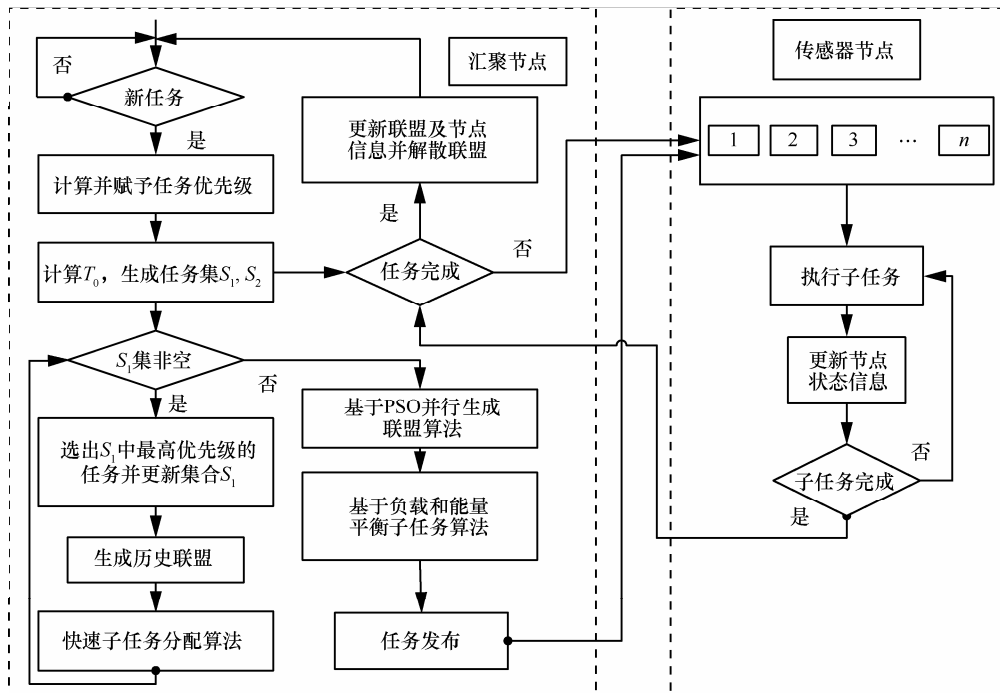 否
新任务
是
计算并赋予任务优先级
计算T₀，生成任务集S₁, S₂
S₁集非空
否
是
选出S₁中最高优先级的
任务并更新集合S₁
生成历史联盟
快速子任务分配算法
汇聚节点
更新联盟及节点
信息并解散联盟
是
任务完成
否
基于PSO并行生成
联盟算法
基于负载和能量
平衡子任务算法
任务发布
传感器节点
1 2 3 … n
执行子任务
更新节点
状态信息
否
子任务完成
是